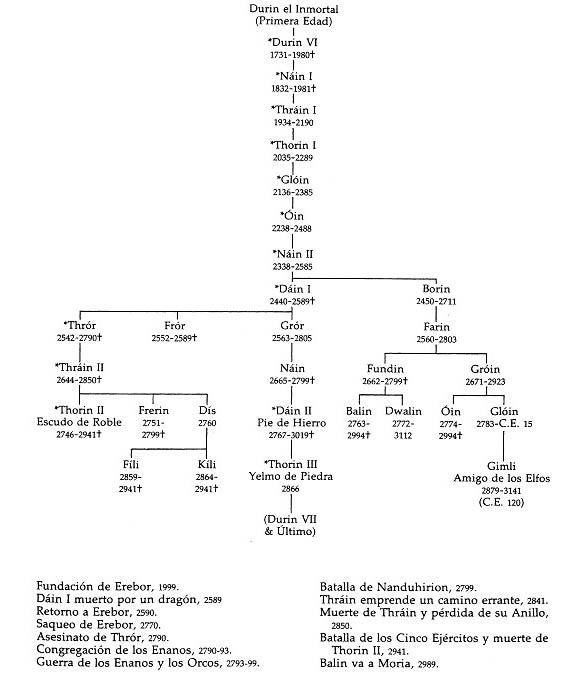 Durin el Inmortal
(Primera Edad)
*Durin VI
1731-1980†
*Náin I
1832-1981†
*Thráin I
1934-2190
*Thorin I
2035-2289
*Glóin
2136-2385
*Óin
2238-2488
*Náin II
2338-2585
*Dáin I Borin
2440-2589† 2450-2711
*Thrór Frór Grór Farin
2542-2790† 2552-2589† 2563-2805 2560-2803
*Thráin II Náin Fundin Gróin
2644-2850† 2665-2799† 2662-2799† 2671-2923
*Thorin II Frerin Dís *Dáin II Balin Dwalin Óin Glóin
Escudo de Roble 2751- 2760 Pie de Hierro 2763- 2772- 2774- 2783-C.E. 15
2746-2941† 2799† 2767-3019† 2994† 3112 2994†
Fíli Kíli *Thorin III Gimli
2859- 2864- Yelmo de Piedra Amigo de los Elfos
2941† 2941† 2866 2879-3141
(C.E. 120)
(Durin VII
& Último)
Fundación de Erebor, 1999.
Dáin I muerto por un dragón, 2589
Retorno a Erebor, 2590.
Saqueo de Erebor, 2770.
Asesinato de Thrór, 2790.
Congregación de los Enanos, 2790-93.
Guerra de los Enanos y los Orcos, 2793-99.
Batalla de Nanduhirion, 2799.
Thráin emprende un camino errante, 2841.
Muerte de Thráin y pérdida de su Anillo,
2850.
Batalla de los Cinco Ejércitos y muerte de
Thorin II, 2941.
Balin va a Moria, 2989.